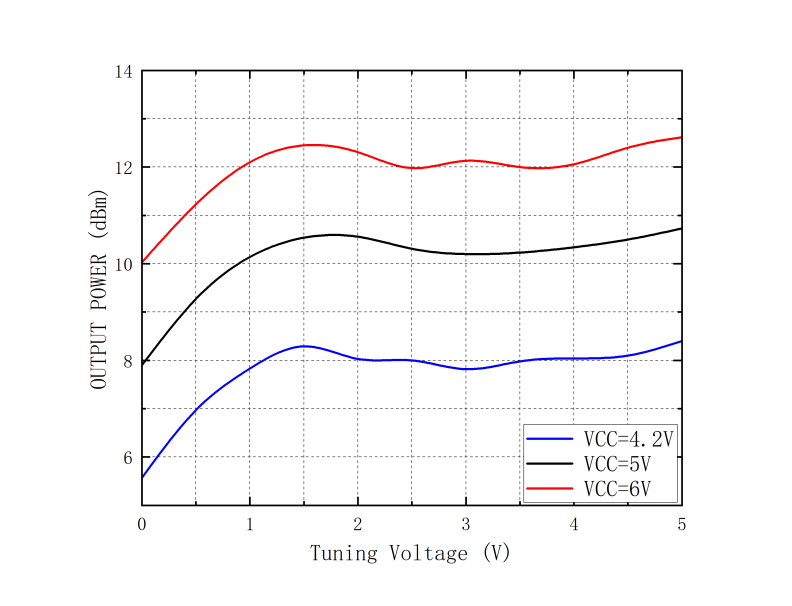 14
12
10
8
6
OUTPUT POWER (dBm)
VCC=4.2V
VCC=5V
VCC=6V
0 1 2 3 4 5
Tuning Voltage (V)